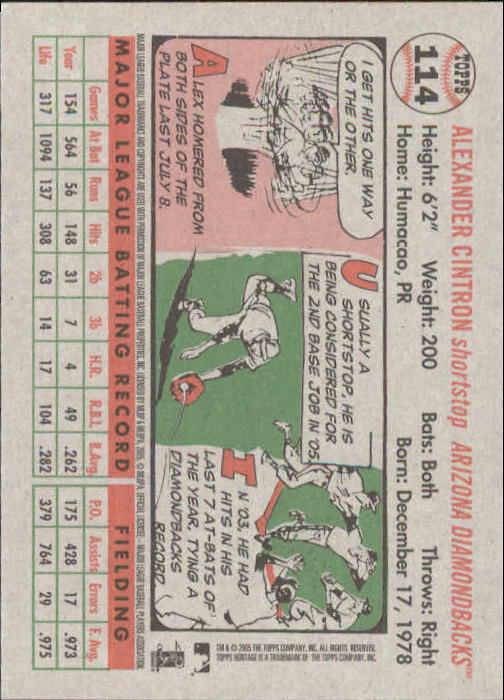 TOPPS
114
ALEXANDER CINTRON shortstop ARIZONA DIAMONDBACKS™
Height: 6'2" Weight: 200 Bats: Both Throws: Right
Home: Humacao, PR Born: December 17, 1978
I GET HITS ONE WAY
OR THE OTHER.
ALEX HOMERED FROM
BOTH SIDES OF THE
PLATE LAST JULY 8.
USUALLY A
SHORTSTOP, HE IS
BEING CONSIDERED FOR
THE 2ND BASE JOB IN '05.
IN '03, HE HAD
HITS IN HIS
LAST 7 AT-BATS OF
THE YEAR, TYING A
DIAMONDBACKS
RECORD.
TM & © 2005 THE TOPPS COMPANY, INC. ALL RIGHTS RESERVED.
TOPPS HERITAGE IS A TRADEMARK OF THE TOPPS COMPANY, INC.
MAJOR LEAGUE BATTING RECORD FIELDING
Games At Bat Runs Hits 2B 3B H.R. R.B.I. B.Avg. P.O. Assists Errors F. Avg.
Year 154 564 56 148 31 7 4 49 .262 175 428 17 .973
Life 317 1094 137 308 63 14 17 104 .282 379 764 29 .975